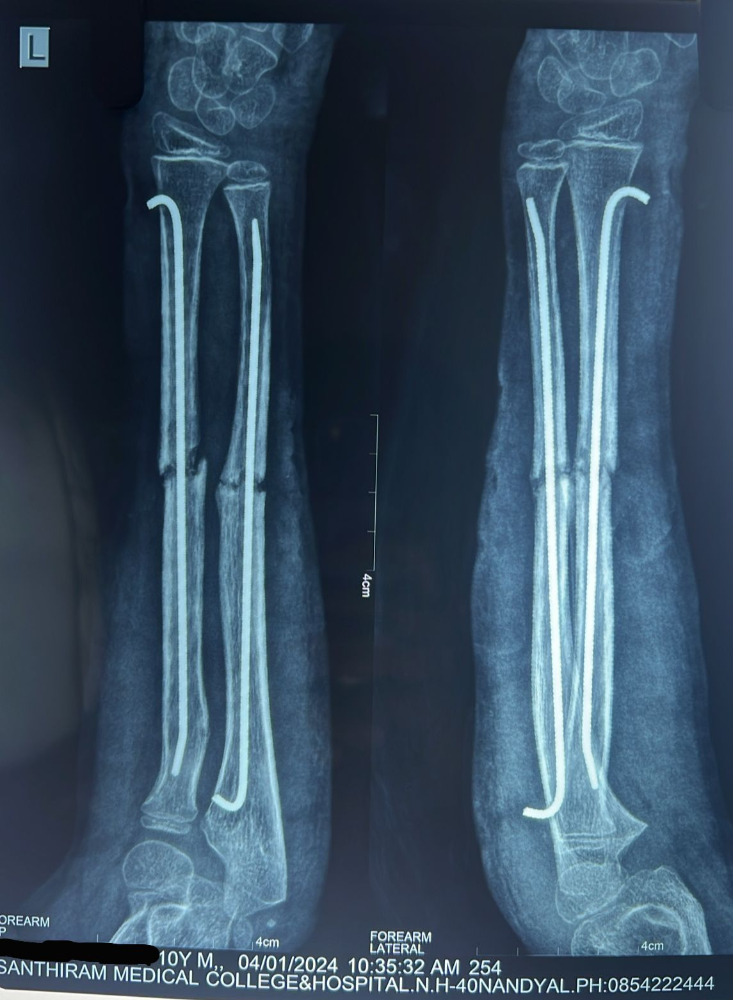 L
4cm
OREARM
P
4cm
FOREARM
LATERAL
4cm
10Y M,, 04/01/2024 10:35:32 AM 254
SANTHIRAM MEDICAL COLLEGE&HOSPITAL.N.H-40NANDYAL.PH:0854222444